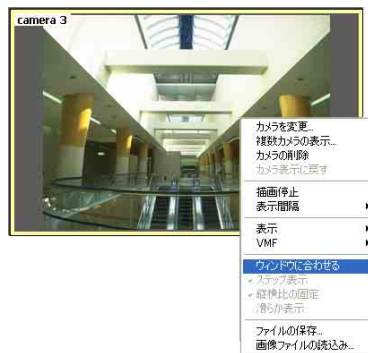 camera 3
カメラを変更...
複数カメラの表示...
カメラの削除
カメラ表示に戻す
描画停止
表示間隔
表示
VMF
ウィンドウに合わせる
ステップ表示
縦横比の固定
滑らか表示
ファイルの保存...
画像ファイルの読込み...